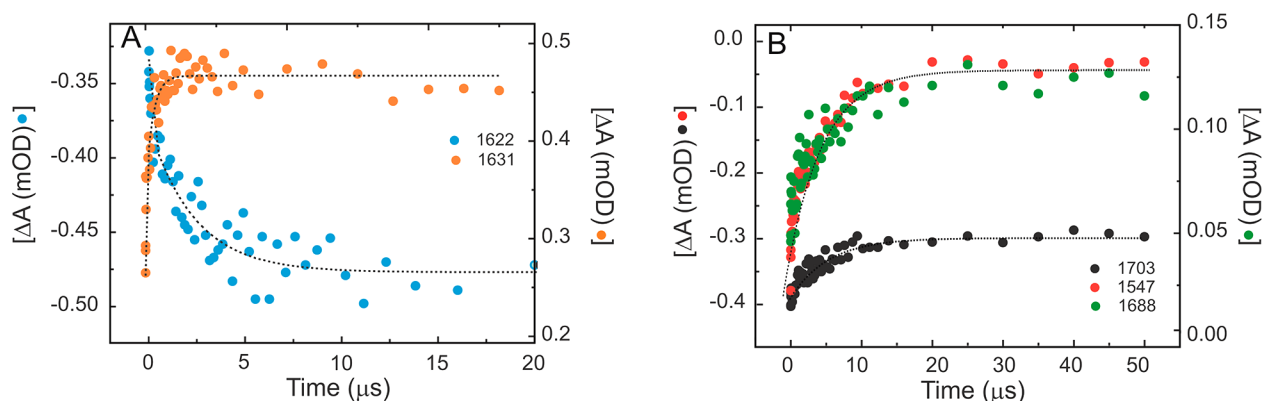 A
-0.35
-0.40
-0.45
-0.50
[ΔA (mOD) ]
0.5
0.4
0.3
0.2
[ΔA (mOD) ]
1622
1631
0 5 10 15 20
Time (μs)
B
0.0
-0.1
-0.2
-0.3
-0.4
[ΔA (mOD) ]
0.15
0.10
0.05
0.00
[ΔA (mOD) ]
1703
1547
1688
0 10 20 30 40 50
Time (μs)